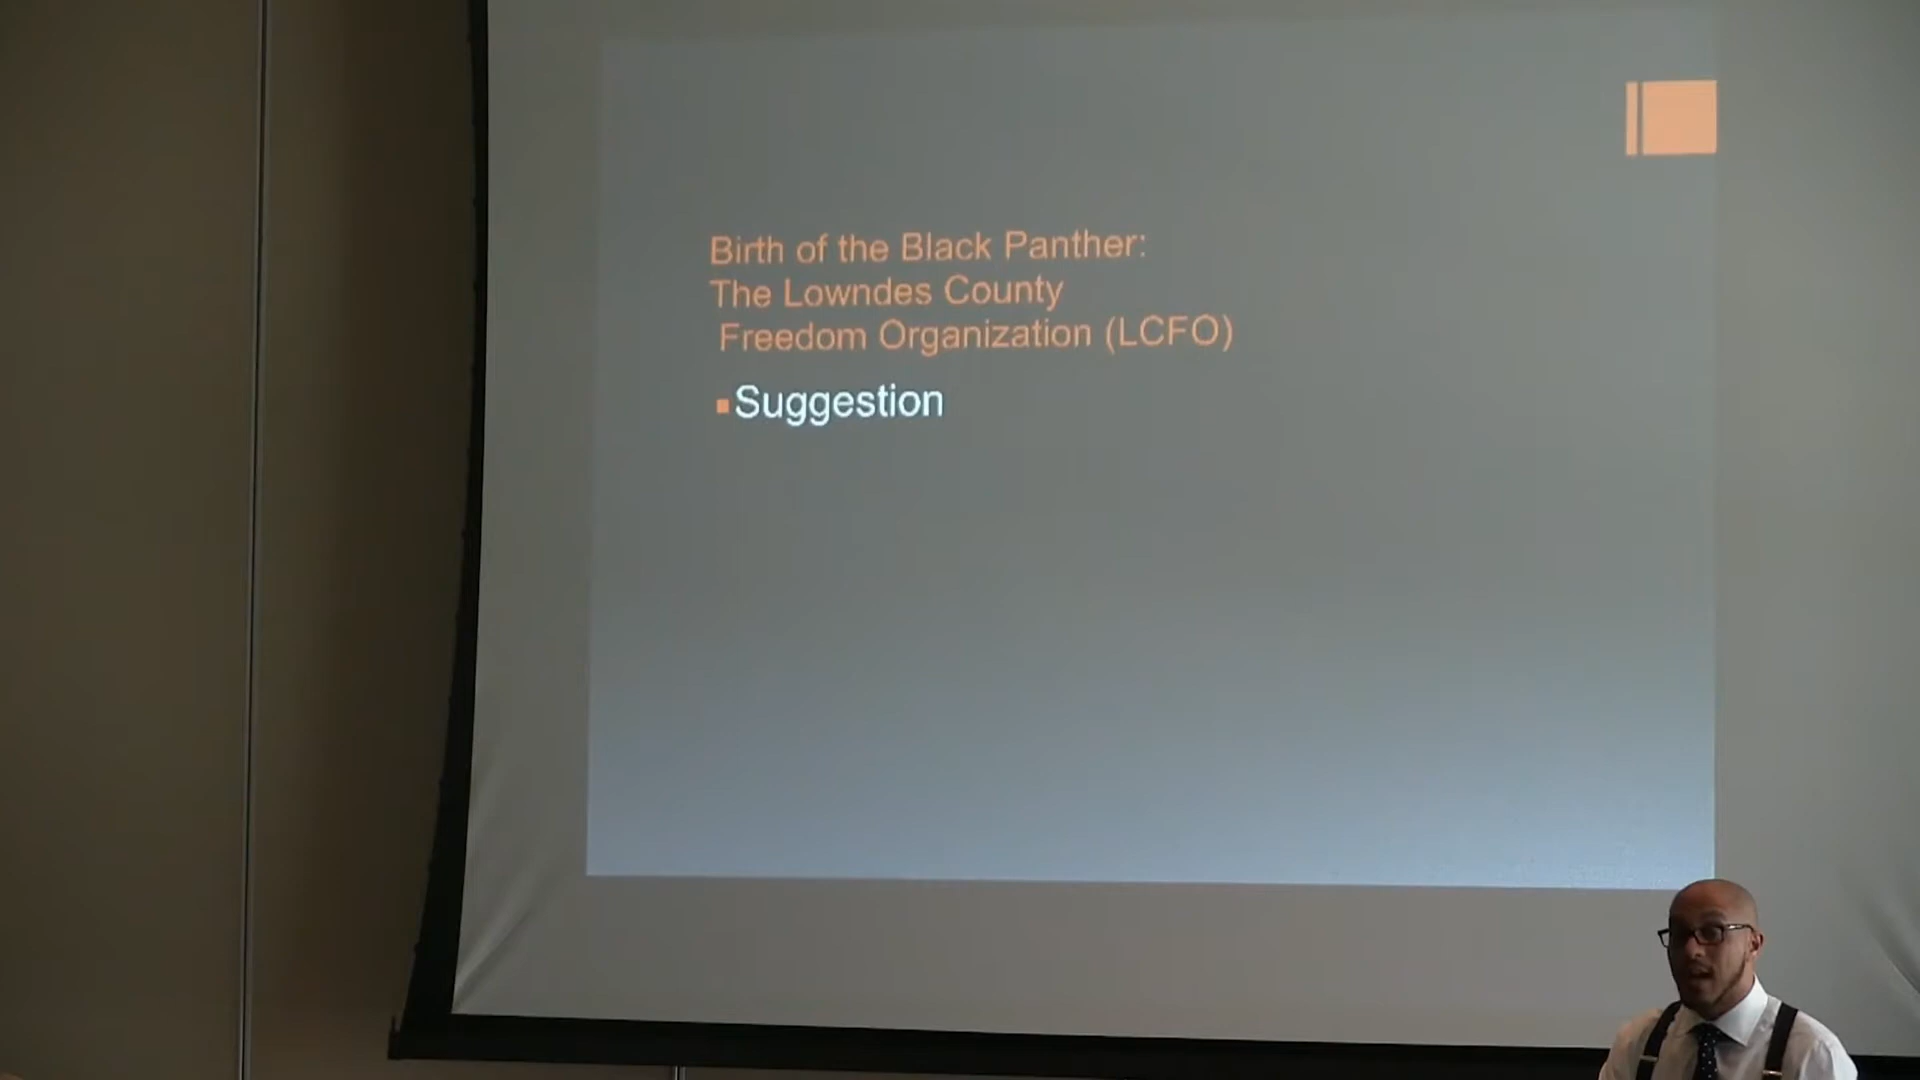 Birth of the Black Panther:
The Lowndes County
Freedom Organization (LCFO)
Suggestion